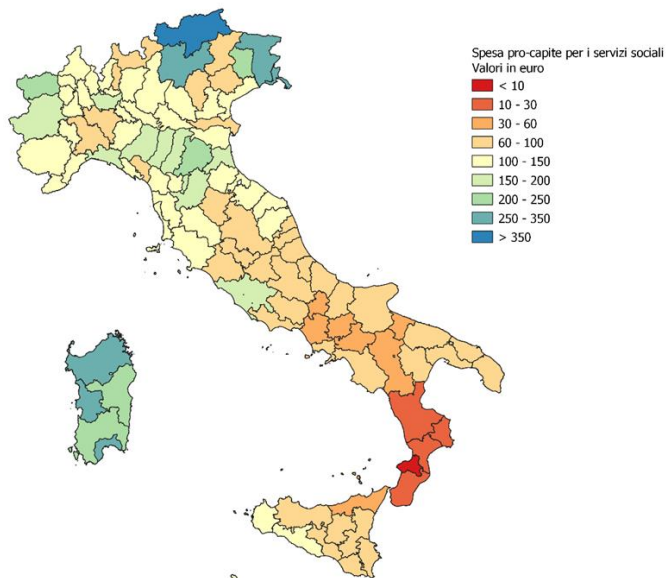 Spesa pro-capite per i servizi sociali
Valori in euro
< 10
10 - 30
30 - 60
60 - 100
100 - 150
150 - 200
200 - 250
250 - 350
> 350